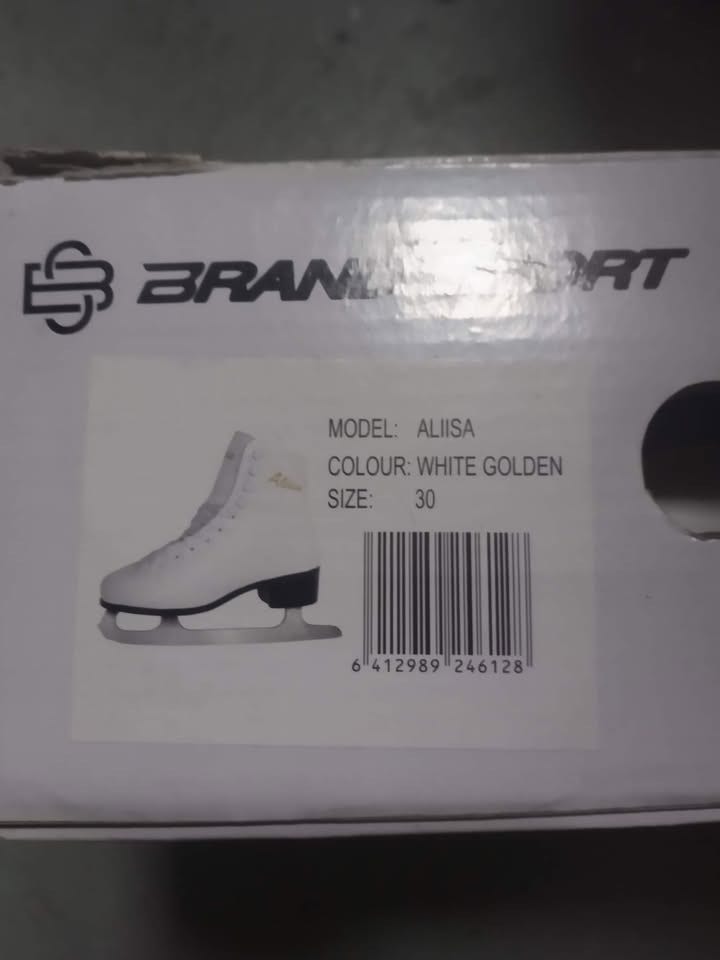 MODEL: ALIISA
COLOUR: WHITE GOLDEN
SIZE: 30
6 412989 246128